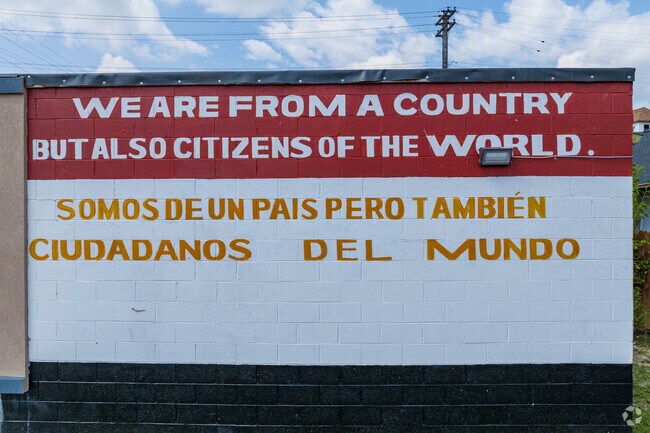 WE ARE FROM A COUNTRY
BUT ALSO CITIZENS OF THE WORLD.
SOMOS DE UN PAIS PERO TAMBIÉN
CIUDADANOS DEL MUNDO